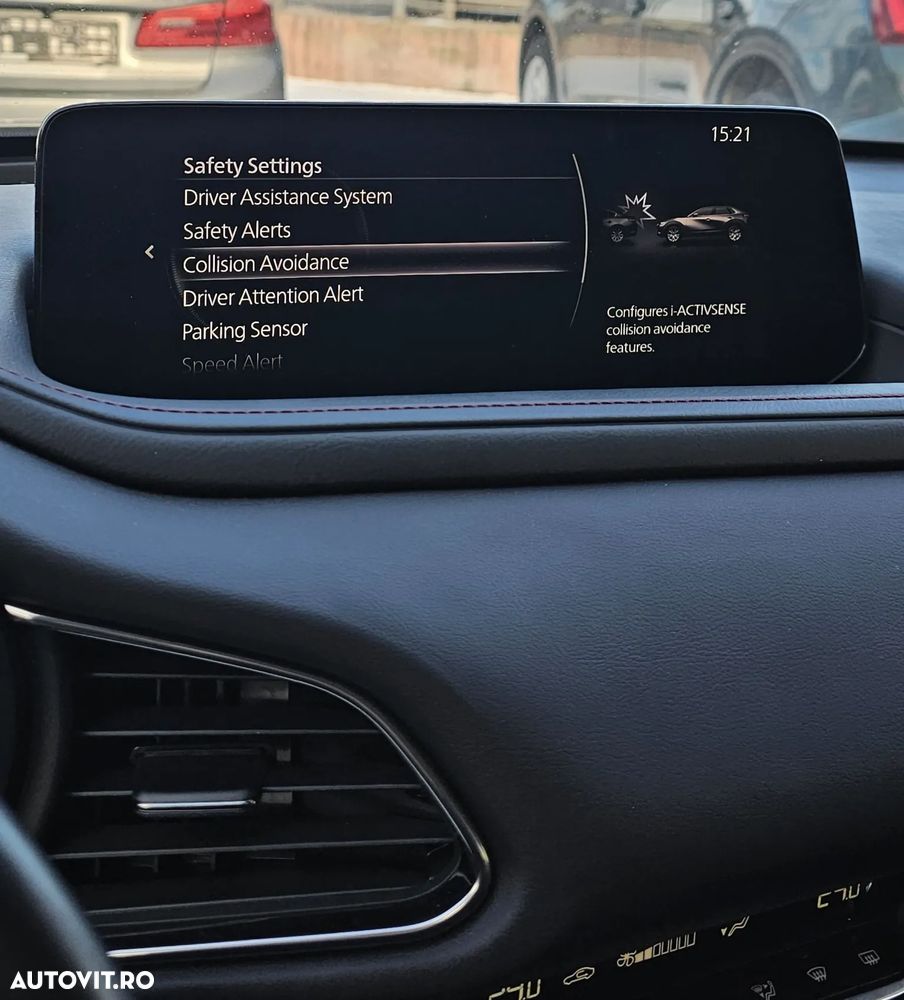 15:21
Safety Settings
Driver Assistance System
Safety Alerts
Collision Avoidance
Driver Attention Alert
Parking Sensor
Speed Alert
Configures i-ACTIVSENSE
collision avoidance
features.
AUTOVIT.RO